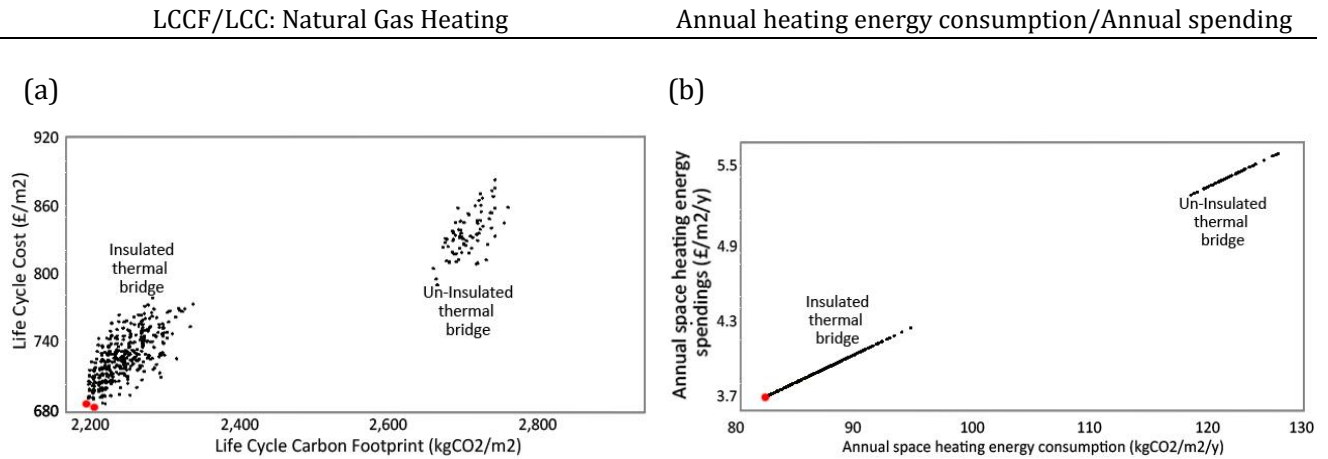 LCCF/LCC: Natural Gas Heating
Annual heating energy consumption/Annual spending
(a)
Life Cycle Cost (£/m2)
920
860
800
740
680
Insulated
thermal
bridge
Un-Insulated
thermal
bridge
2,200
2,400
2,600
2,800
Life Cycle Carbon Footprint (kgCO2/m2)
(b)
Annual space heating energy
spendings (£/m2/y)
5.5
4.9
4.3
3.7
Un-Insulated
thermal
bridge
Insulated
thermal
bridge
80
90
100
110
120
130
Annual space heating energy consumption (kgCO2/m2/y)